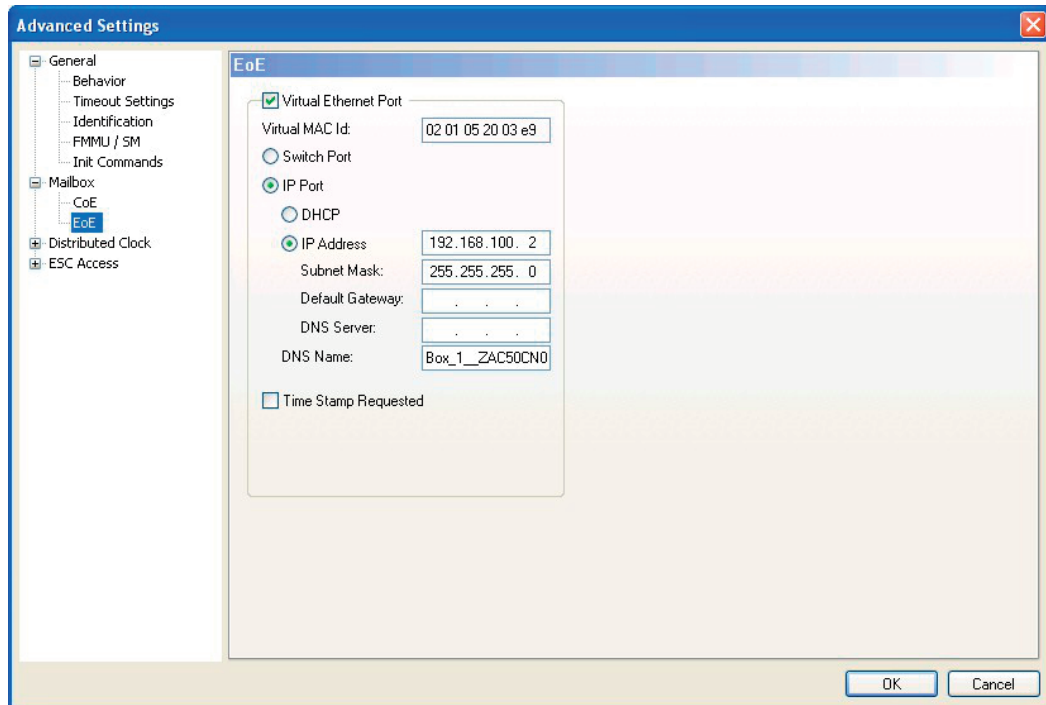 Advanced Settings
General
Behavior
Timeout Settings
Identification
FMMU / SM
Init Commands
Mailbox
CoE
EoE
Distributed Clock
ESC Access
EoE
Virtual Ethernet Port
Virtual MAC Id: 02 01 05 20 03 e9
Switch Port
IP Port
DHCP
IP Address 192.168.100. 2
Subnet Mask: 255.255.255. 0
Default Gateway: . . .
DNS Server: . . .
DNS Name: Box_1__ZAC50CN0
Time Stamp Requested
OK Cancel